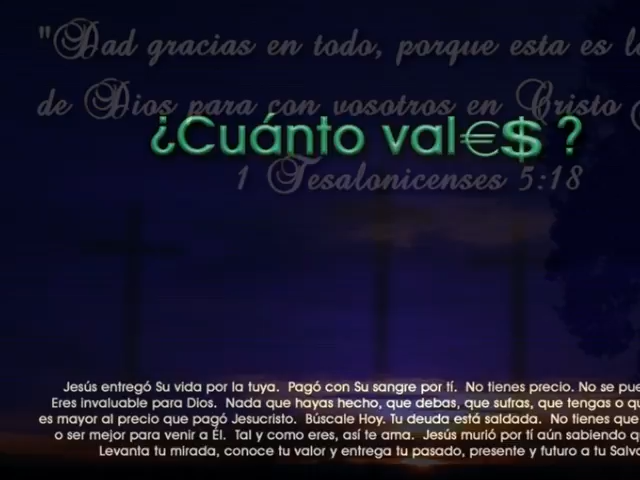 "Dad gracias en todo, porque esta es la
de Dios para con vosotros en Cristo
¿Cuánto val€$ ?
1 Tesalonicenses 5:18
Jesús entregó Su vida por la tuya. Pagó con Su sangre por tí. No tienes precio. No se pue
Eres invaluable para Dios. Nada que hayas hecho, que debas, que sufras, que tengas o qu
es mayor al precio que pagó Jesucristo. Búscale Hoy. Tu deuda está saldada. No tienes que
o ser mejor para venir a Él. Tal y como eres, así te ama. Jesús murió por tí aún sabiendo q
Levanta tu mirada, conoce tu valor y entrega tu pasado, presente y futuro a tu Salva